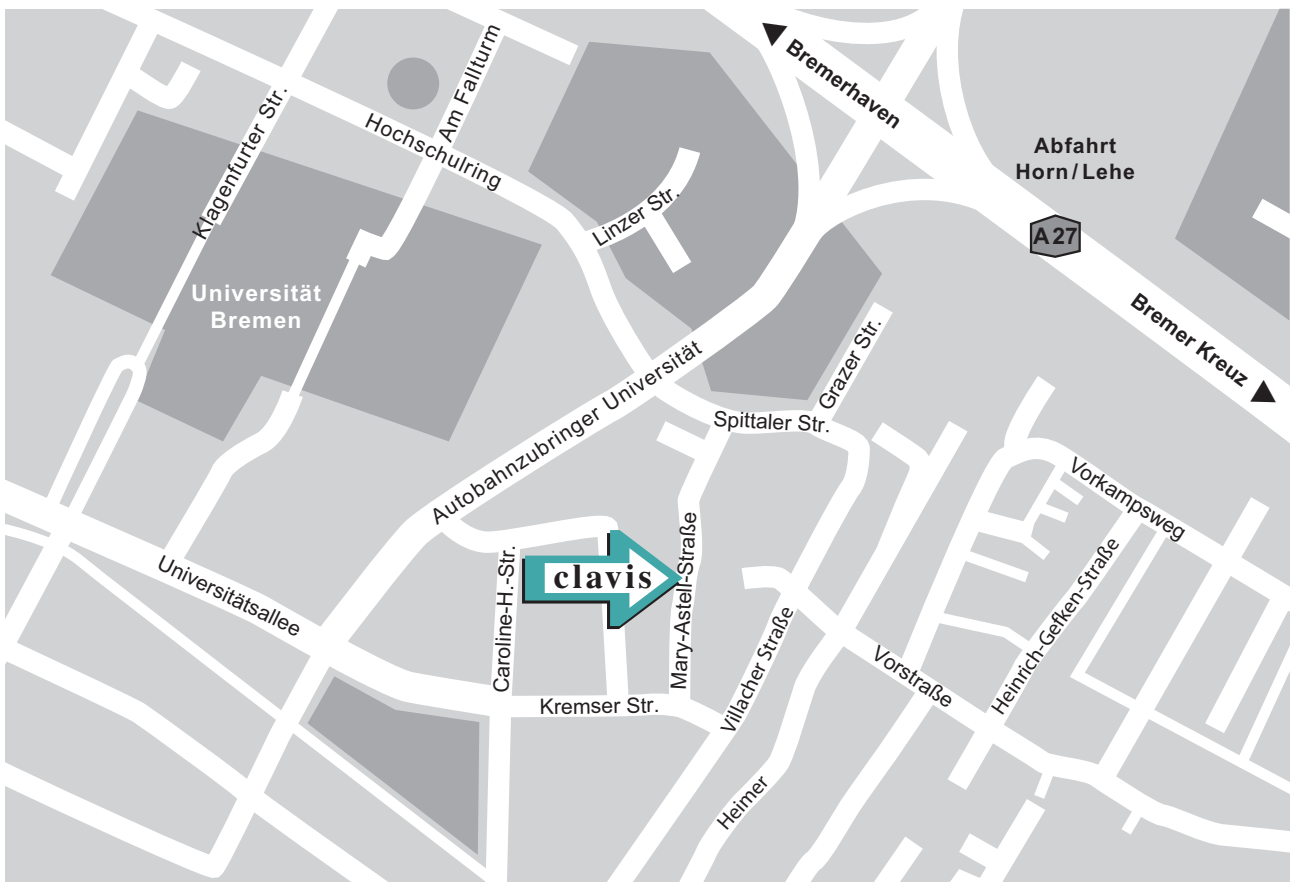 Bremerhaven
Am Fallturm
Klagenfurter Str.
Hochschulring
Abfahrt
Horn/Lehe
Linzer Str.
A27
Universität
Bremen
Bremer Kreuz
Grazer Str.
Autobahnzubringer Universität
Spittaler Str.
Vorkampsweg
Universitätsallee
Caroline-H.-Str.
clavis
Mary-Astell-Straße
Heinrich-Gefken-Straße
Villacher Straße
Vorstraße
Kremser Str.
Heimer